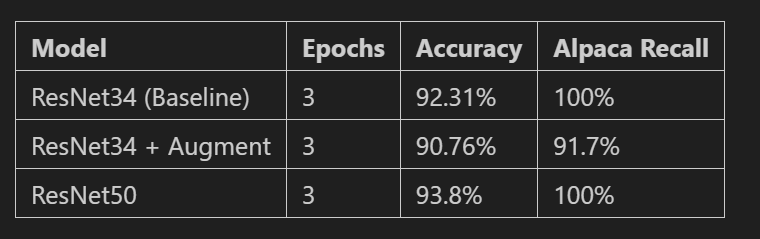 Model Epochs Accuracy Alpaca Recall
ResNet34 (Baseline) 3 92.31% 100%
ResNet34 + Augment 3 90.76% 91.7%
ResNet50 3 93.8% 100%